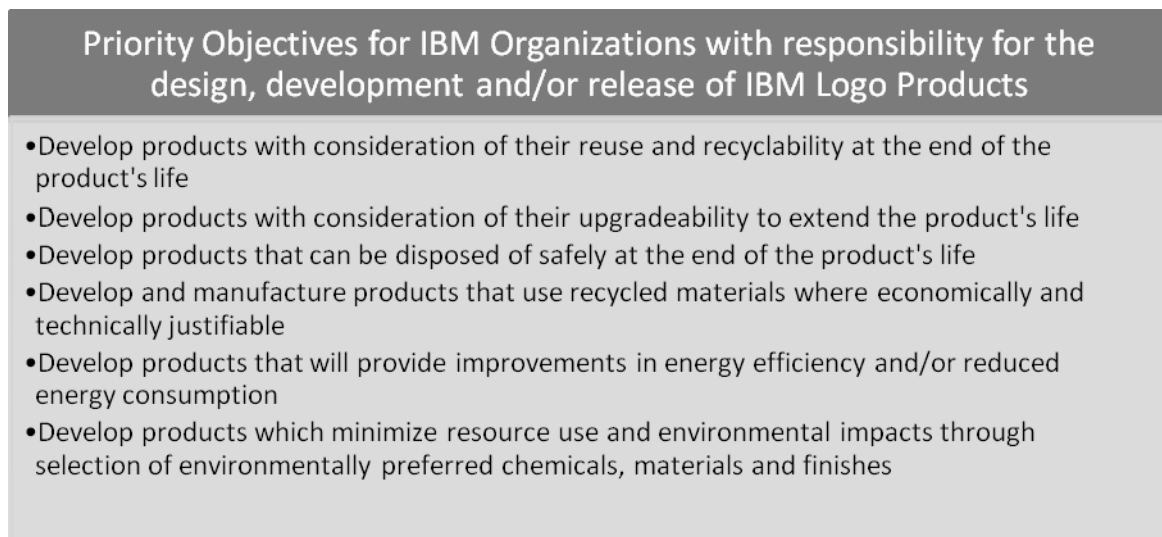 Priority Objectives for IBM Organizations with responsibility for the
design, development and/or release of IBM Logo Products
•Develop products with consideration of their reuse and recyclability at the end of the
product's life
•Develop products with consideration of their upgradeability to extend the product's life
•Develop products that can be disposed of safely at the end of the product's life
•Develop and manufacture products that use recycled materials where economically and
technically justifiable
•Develop products that will provide improvements in energy efficiency and/or reduced
energy consumption
•Develop products which minimize resource use and environmental impacts through
selection of environmentally preferred chemicals, materials and finishes